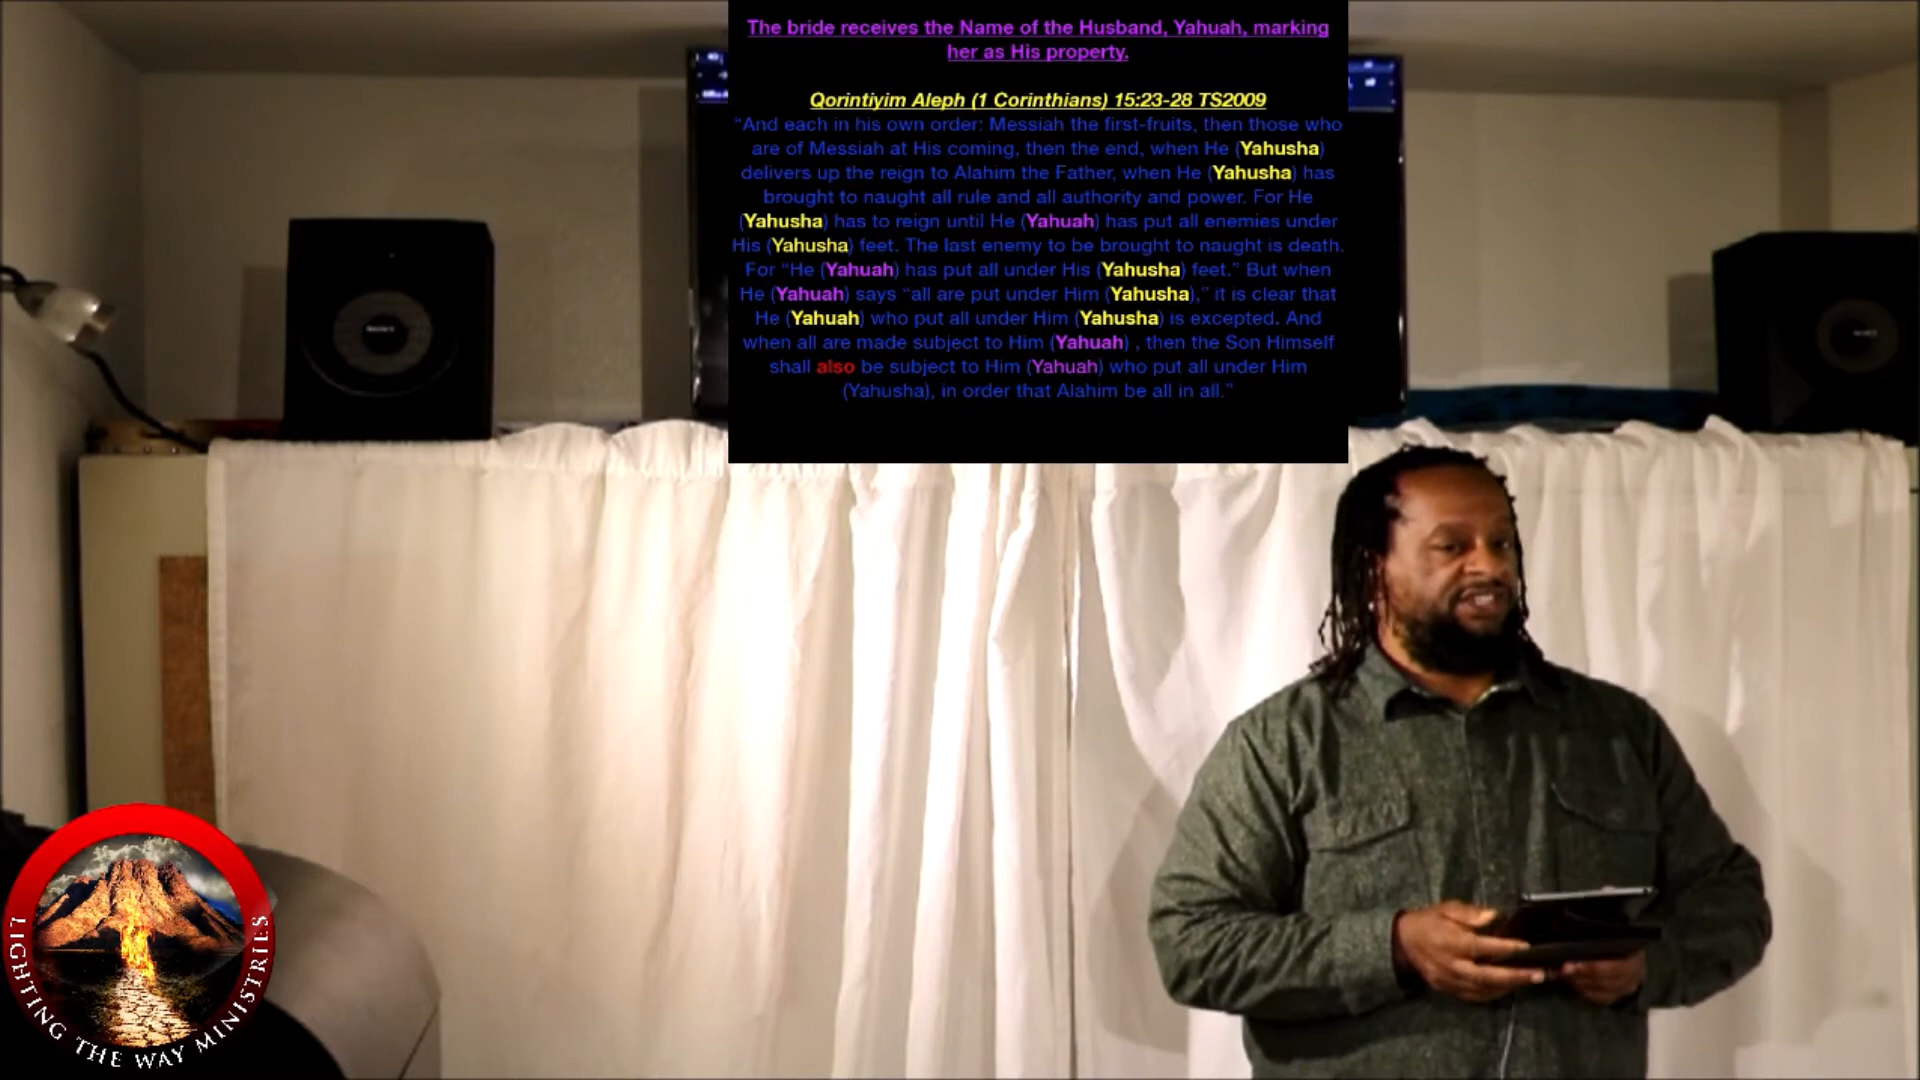 The bride receives the Name of the Husband, Yahuah, marking
her as His property.
Qorintiyim Aleph (1 Corinthians) 15:23-28 TS2009
“And each in his own order: Messiah the first-fruits, then those who
are of Messiah at His coming, then the end, when He (Yahusha)
delivers up the reign to Alahim the Father, when He (Yahusha) has
brought to naught all rule and all authority and power. For He
(Yahusha) has to reign until He (Yahuah) has put all enemies under
His (Yahusha) feet. The last enemy to be brought to naught is death.
For “He (Yahuah) has put all under His (Yahusha) feet.” But when
He (Yahuah) says “all are put under Him (Yahusha),” it is clear that
He (Yahuah) who put all under Him (Yahusha) is excepted. And
when all are made subject to Him (Yahuah) , then the Son Himself
shall also be subject to Him (Yahuah) who put all under Him
(Yahusha), in order that Alahim be all in all.”
LIGHTING THE WAY MINISTRIES